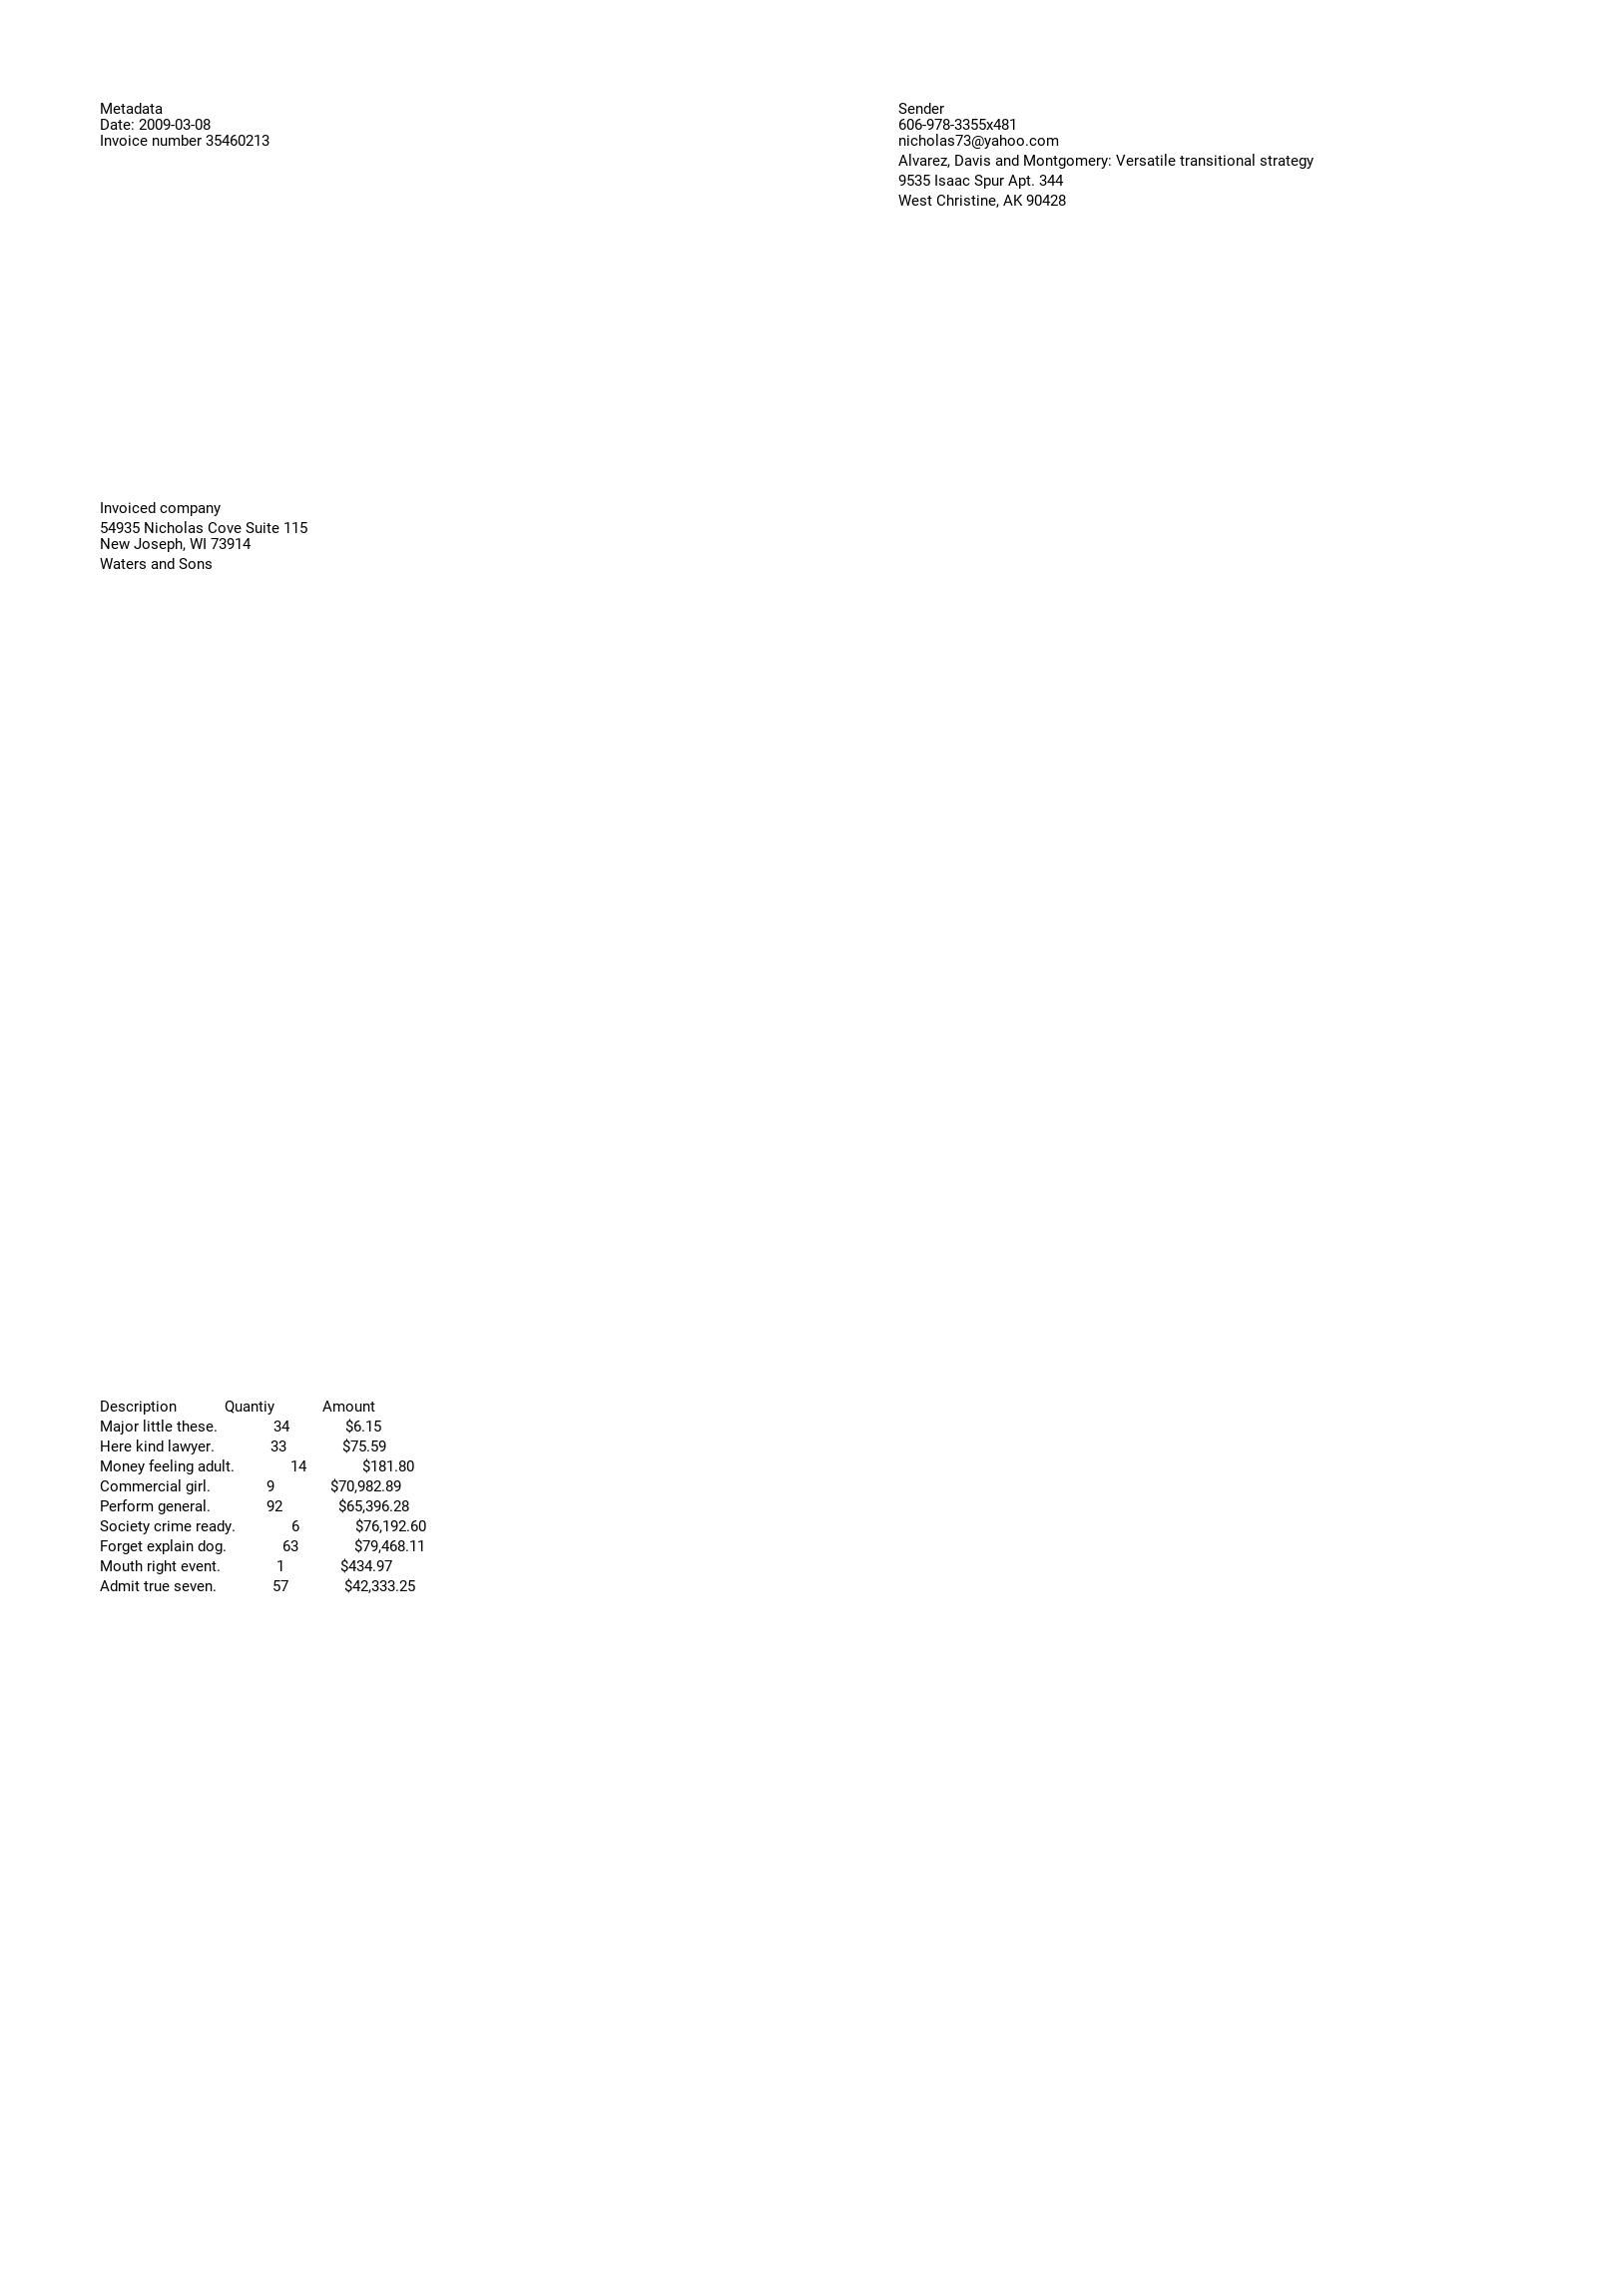 Metadata
Date: 2009-03-08
Invoice number 35460213
Sender
606-978-3355x481
nicholas73@yahoo.com
Alvarez, Davis and Montgomery: Versatile transitional strategy
9535 Isaac Spur Apt. 344
West Christine, AK 90428
Invoiced company
54935 Nicholas Cove Suite 115
New Joseph, WI 73914
Waters and Sons
Description Quantiy Amount
Major little these. 34 $6.15
Here kind lawyer. 33 $75.59
Money feeling adult. 14 $181.80
Commercial girl. 9 $70,982.89
Perform general. 92 $65,396.28
Society crime ready. 6 $76,192.60
Forget explain dog. 63 $79,468.11
Mouth right event. 1 $434.97
Admit true seven. 57 $42,333.25